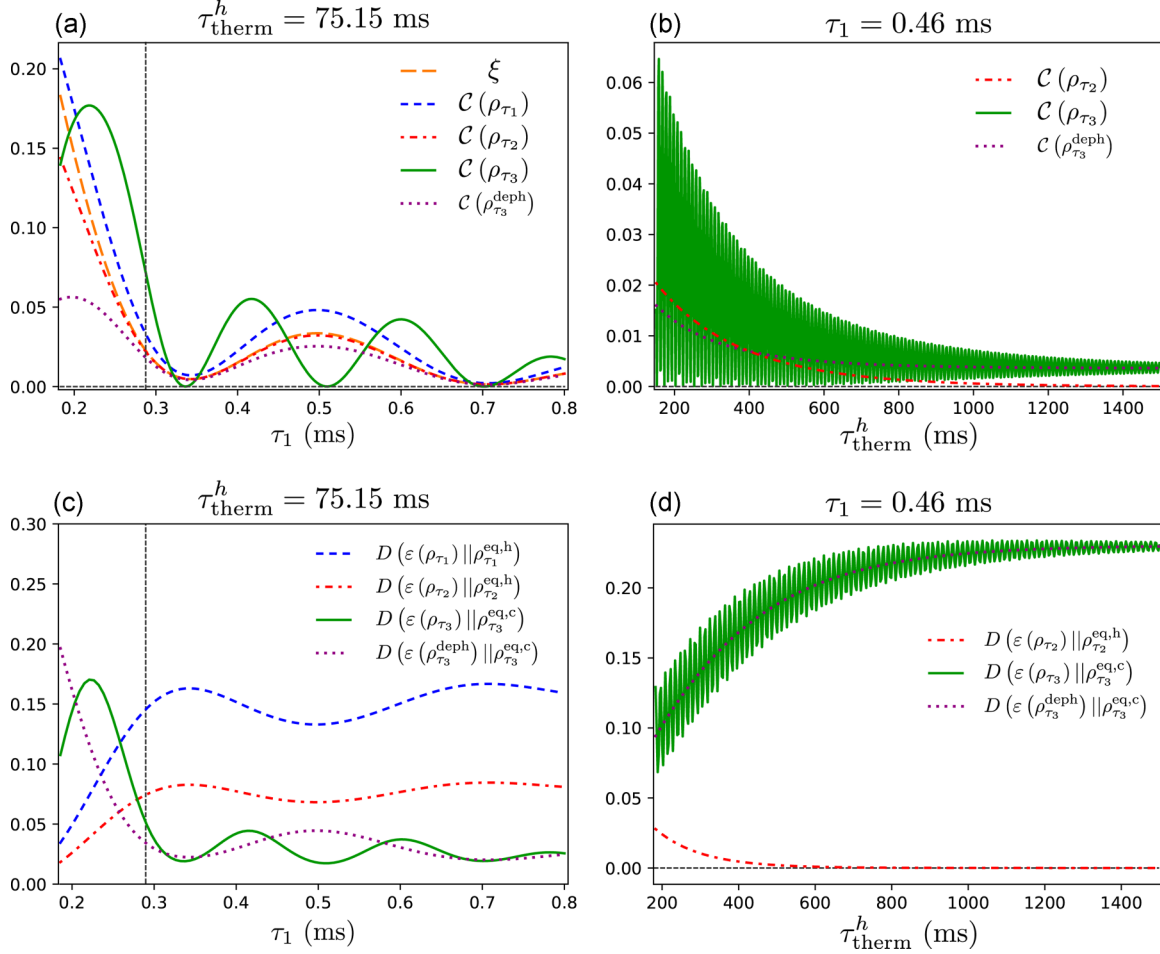 (a)
τ^h_therm = 75.15 ms
ξ
C (ρ_τ1)
C (ρ_τ2)
C (ρ_τ3)
C (ρ^deph_τ3)
0.20
0.15
0.10
0.05
0.00
0.2 0.3 0.4 0.5 0.6 0.7 0.8
τ_1 (ms)
(b)
τ_1 = 0.46 ms
C (ρ_τ2)
C (ρ_τ3)
C (ρ^deph_τ3)
0.06
0.05
0.04
0.03
0.02
0.01
0.00
200 400 600 800 1000 1200 1400
τ^h_therm (ms)
(c)
τ^h_therm = 75.15 ms
D (ε (ρ_τ1) ||ρ^eq,h_τ1)
D (ε (ρ_τ2) ||ρ^eq,h_τ2)
D (ε (ρ_τ3) ||ρ^eq,c_τ3)
D (ε (ρ^deph_τ3) ||ρ^eq,c_τ3)
0.30
0.25
0.20
0.15
0.10
0.05
0.00
0.2 0.3 0.4 0.5 0.6 0.7 0.8
τ_1 (ms)
(d)
τ_1 = 0.46 ms
D (ε (ρ_τ2) ||ρ^eq,h_τ2)
D (ε (ρ_τ3) ||ρ^eq,c_τ3)
D (ε (ρ^deph_τ3) ||ρ^eq,c_τ3)
0.20
0.15
0.10
0.05
0.00
200 400 600 800 1000 1200 1400
τ^h_therm (ms)